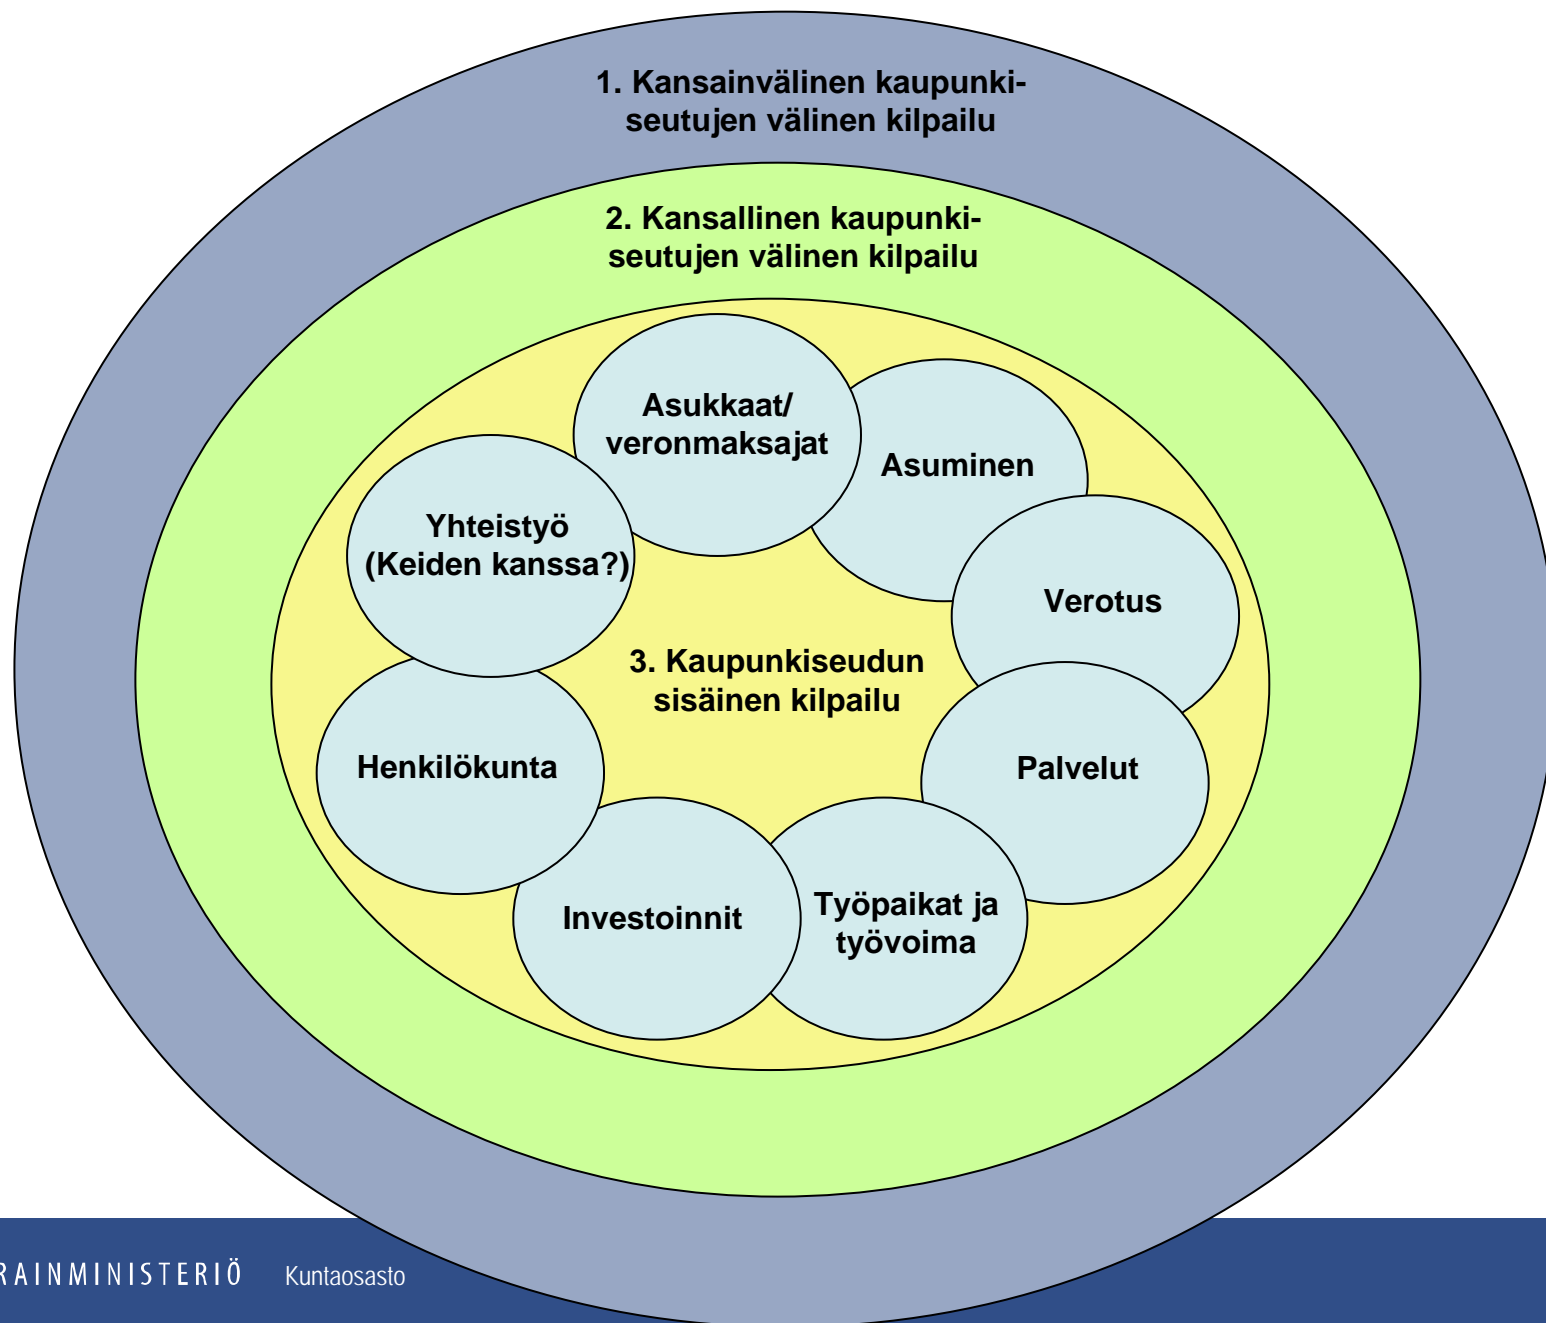 1. Kansainvälinen kaupunki-
seutujen välinen kilpailu
2. Kansallinen kaupunki-
seutujen välinen kilpailu
Asukkaat/
veronmaksajat
Asuminen
Yhteistyö
(Keiden kanssa?)
Verotus
3. Kaupunkiseudun
sisäinen kilpailu
Henkilökunta
Palvelut
Investoinnit
Työpaikat ja
työvoima
RAINMINISTERIÖ Kuntaosasto